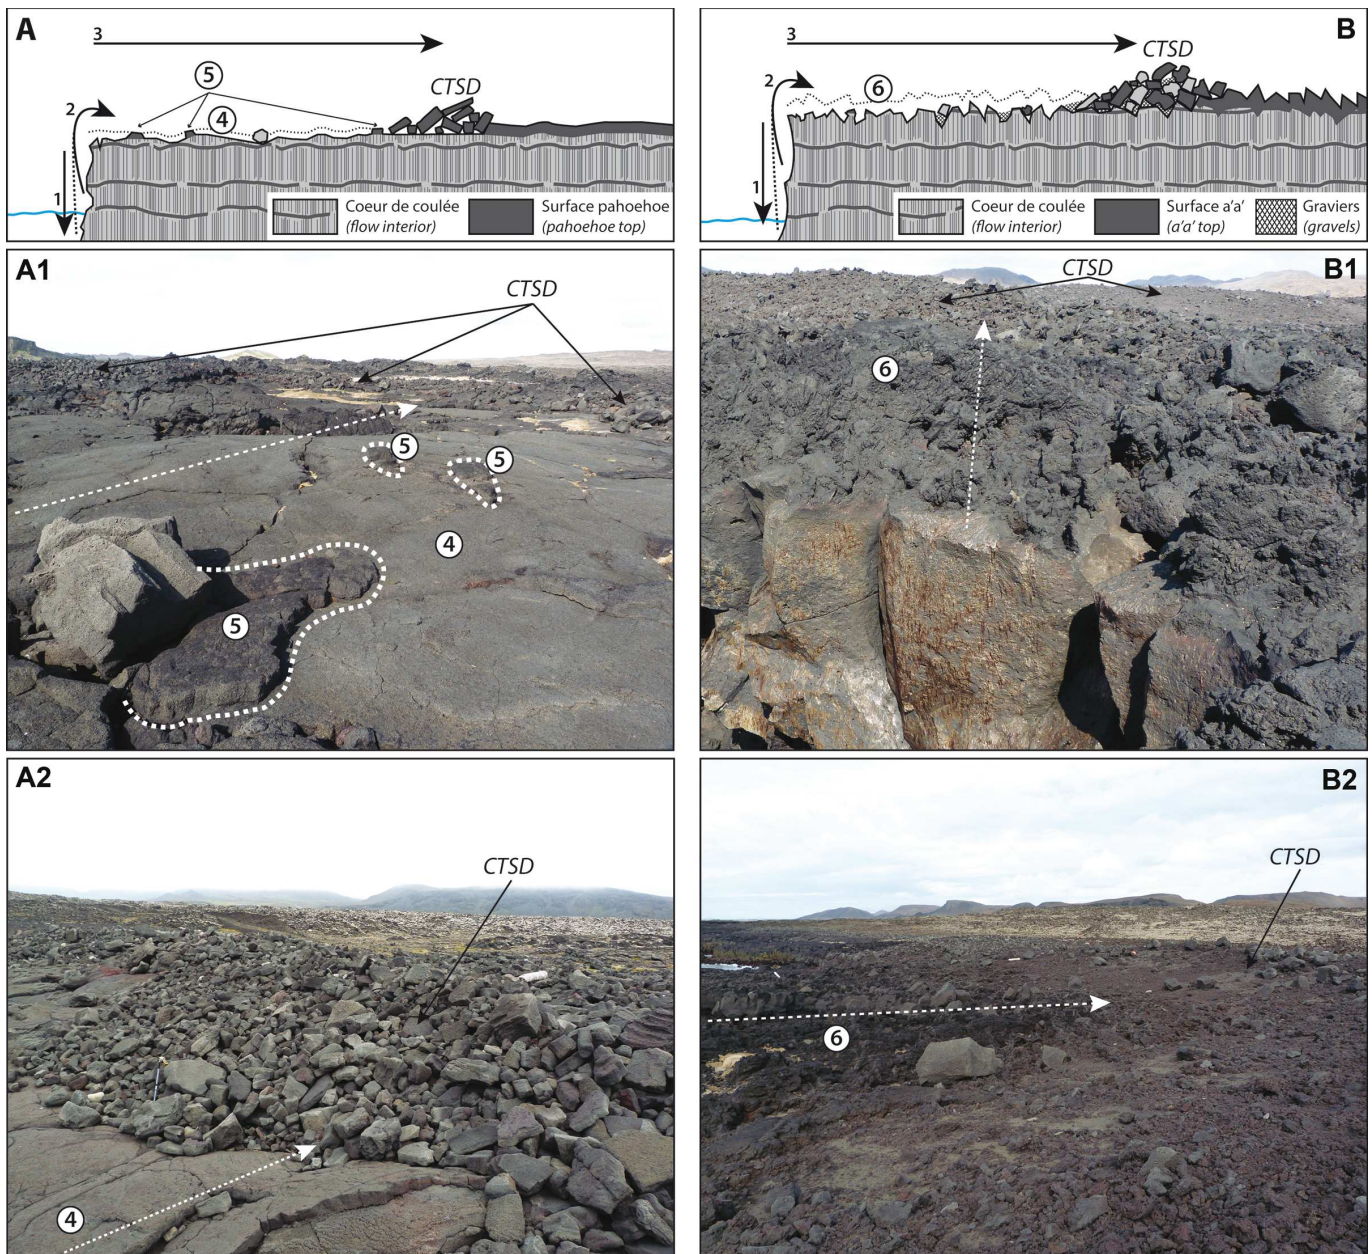 A
3
5
CTSD
2
4
1
Coeur de coulée
(flow interior)
Surface pahoehoe
(pahoehoe top)
B
3
CTSD
2
6
1
Coeur de coulée
(flow interior)
Surface a'a'
(a'a' top)
Graviers
(gravels)
A1
CTSD
5
5
4
5
B1
CTSD
6
A2
CTSD
4
B2
CTSD
6